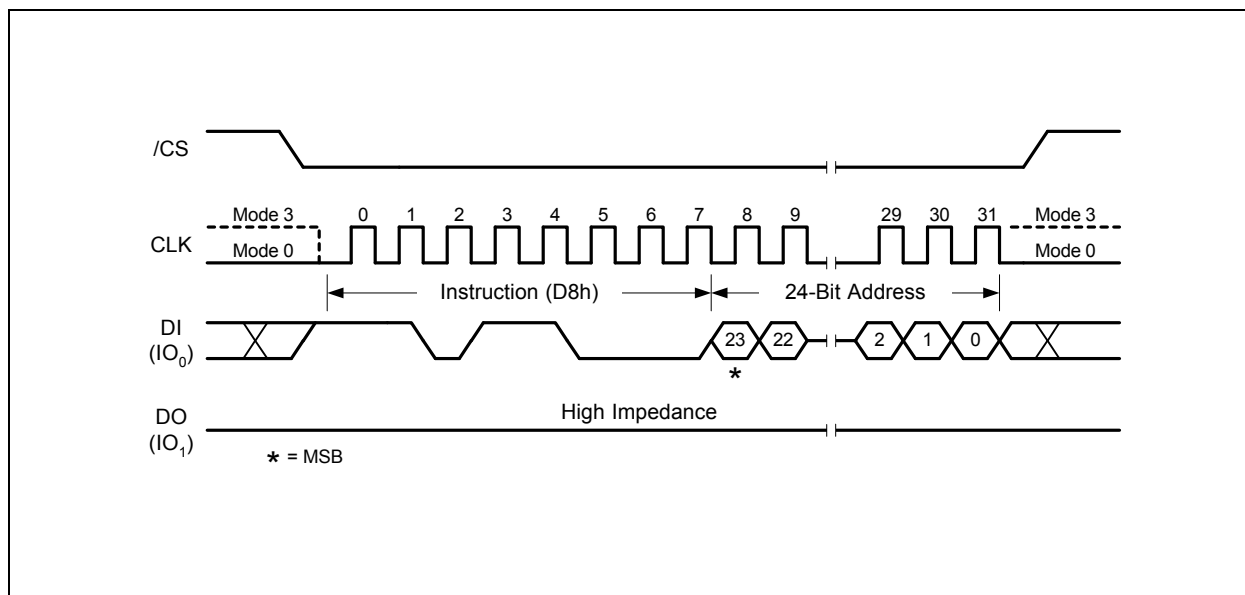 /CS
Mode 3 0 1 2 3 4 5 6 7 8 9 29 30 31 Mode 3
CLK Mode 0 Mode 0
Instruction (D8h) 24-Bit Address
DI
(IO0) 23 22 2 1 0
*
DO High Impedance
(IO1)
* = MSB